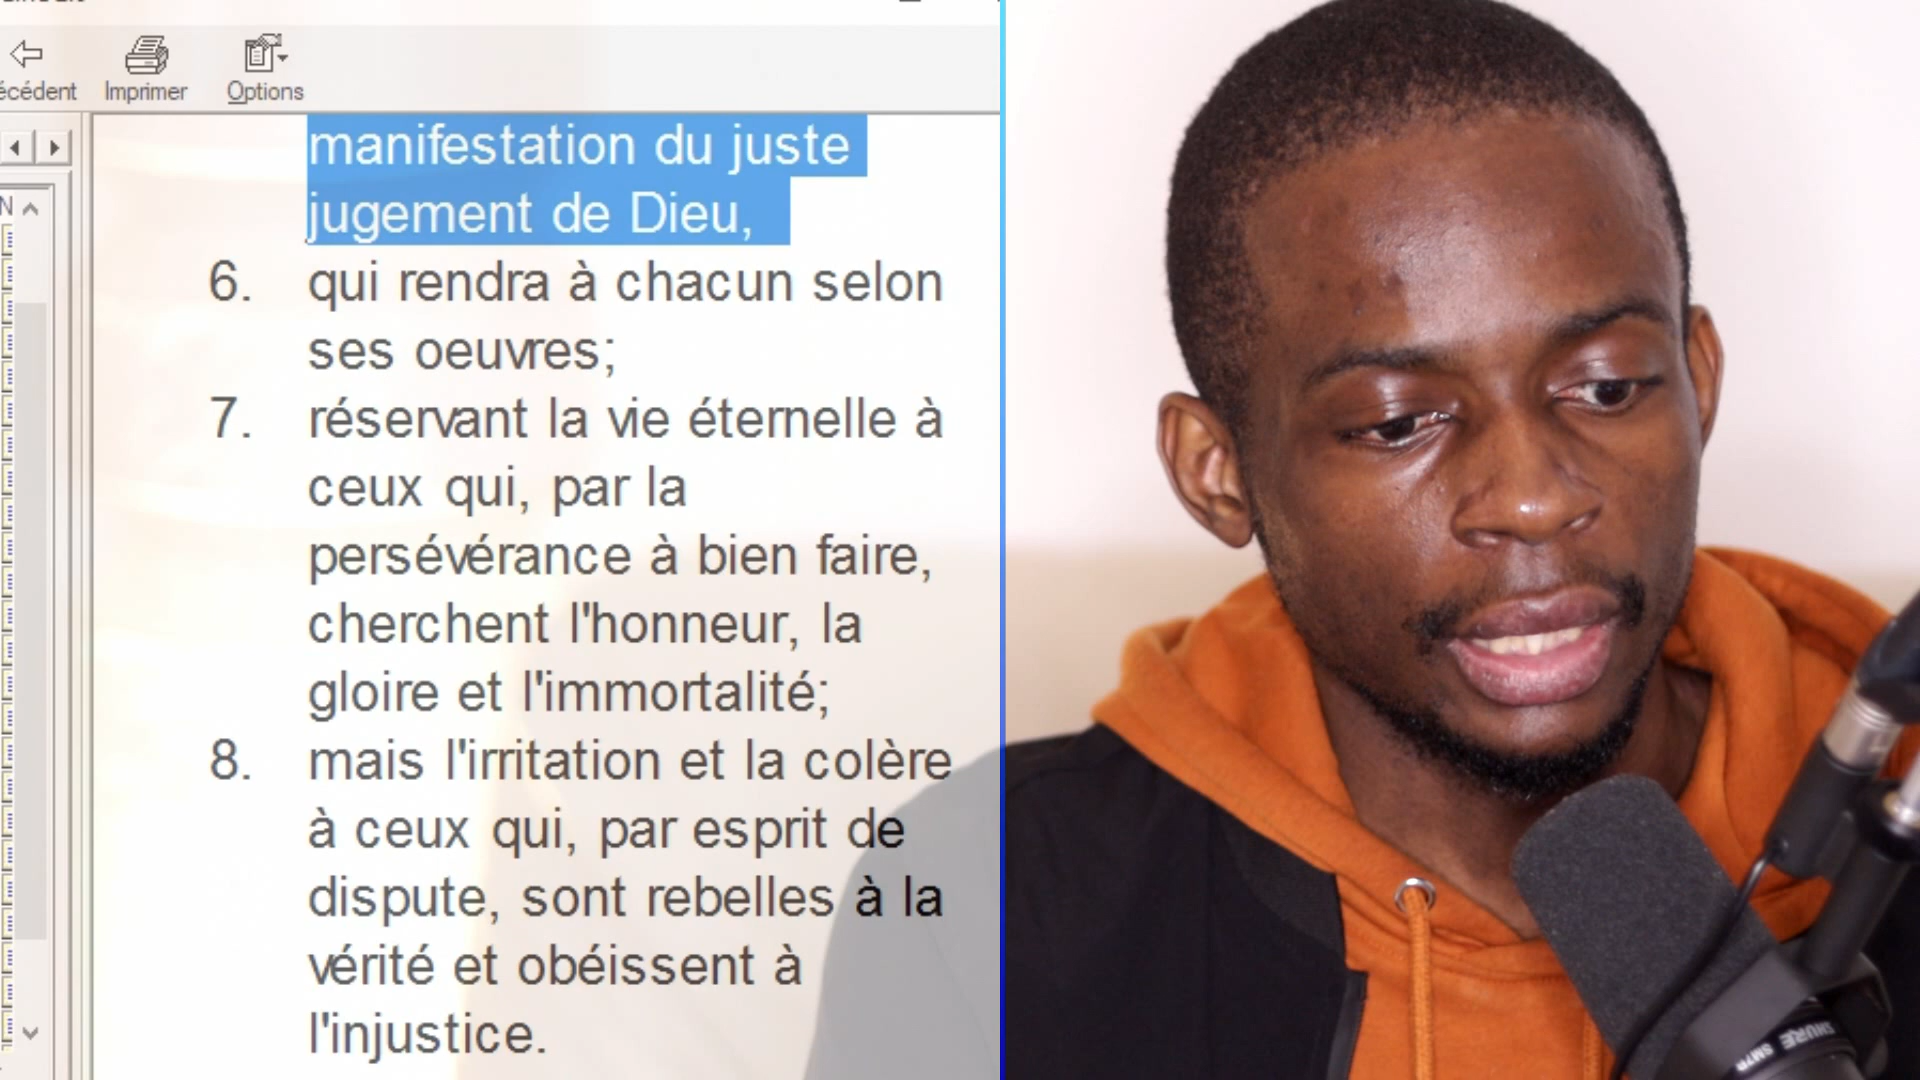 écédent Imprimer Options
N
manifestation du juste
jugement de Dieu,
6. qui rendra à chacun selon
ses oeuvres;
7. réservant la vie éternelle à
ceux qui, par la
persévérance à bien faire,
cherchent l'honneur, la
gloire et l'immortalité;
8. mais l'irritation et la colère
à ceux qui, par esprit de
dispute, sont rebelles à la
vérité et obéissent à
l'injustice.
SHURE